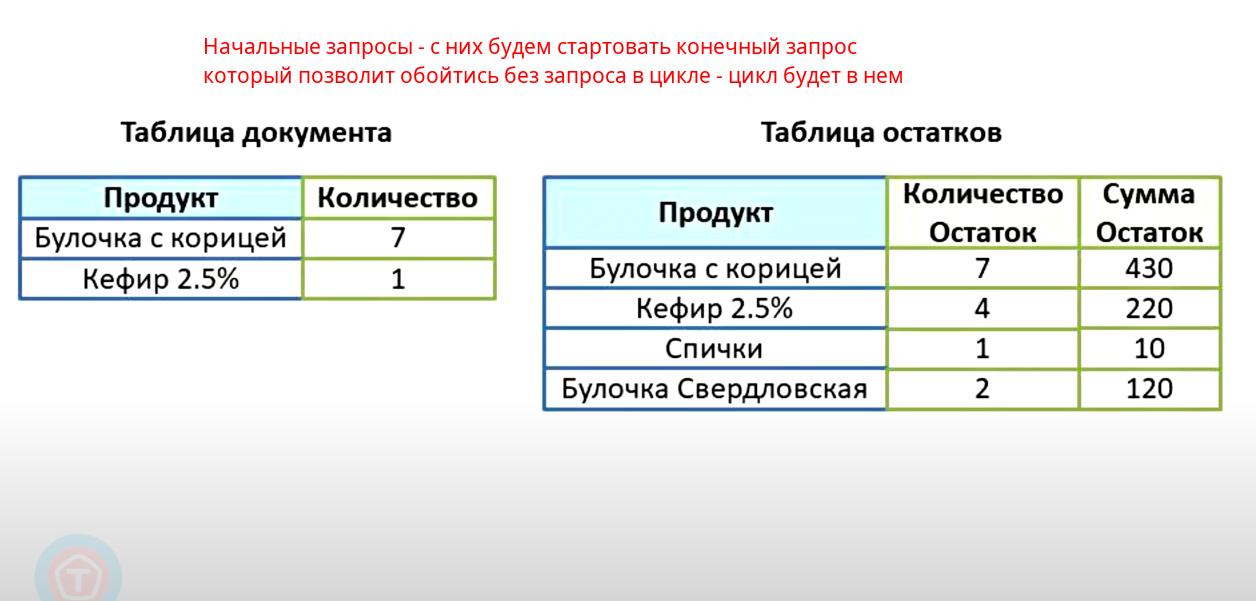 Начальные запросы - с них будем стартовать конечный запрос
который позволит обойтись без запроса в цикле - цикл будет в нем
Таблица документа
Продукт Количество
Булочка с корицей 7
Кефир 2.5% 1
Таблица остатков
Продукт Количество Остаток Сумма Остаток
Булочка с корицей 7 430
Кефир 2.5% 4 220
Спички 1 10
Булочка Свердловская 2 120
Т